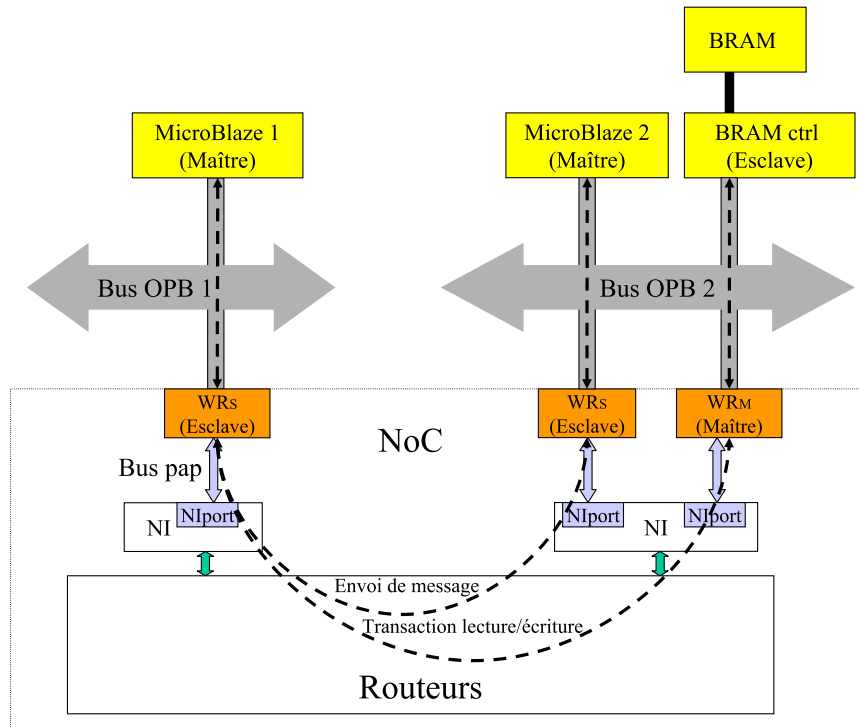 BRAM
MicroBlaze 1
(Maître)
MicroBlaze 2
(Maître)
BRAM ctrl
(Esclave)
Bus OPB 1
Bus OPB 2
WRS
(Esclave)
WRS
(Esclave)
WRM
(Maître)
NoC
Bus pap
NIport
NI
NIport
NIport
NI
Envoi de message
Transaction lecture/écriture
Routeurs